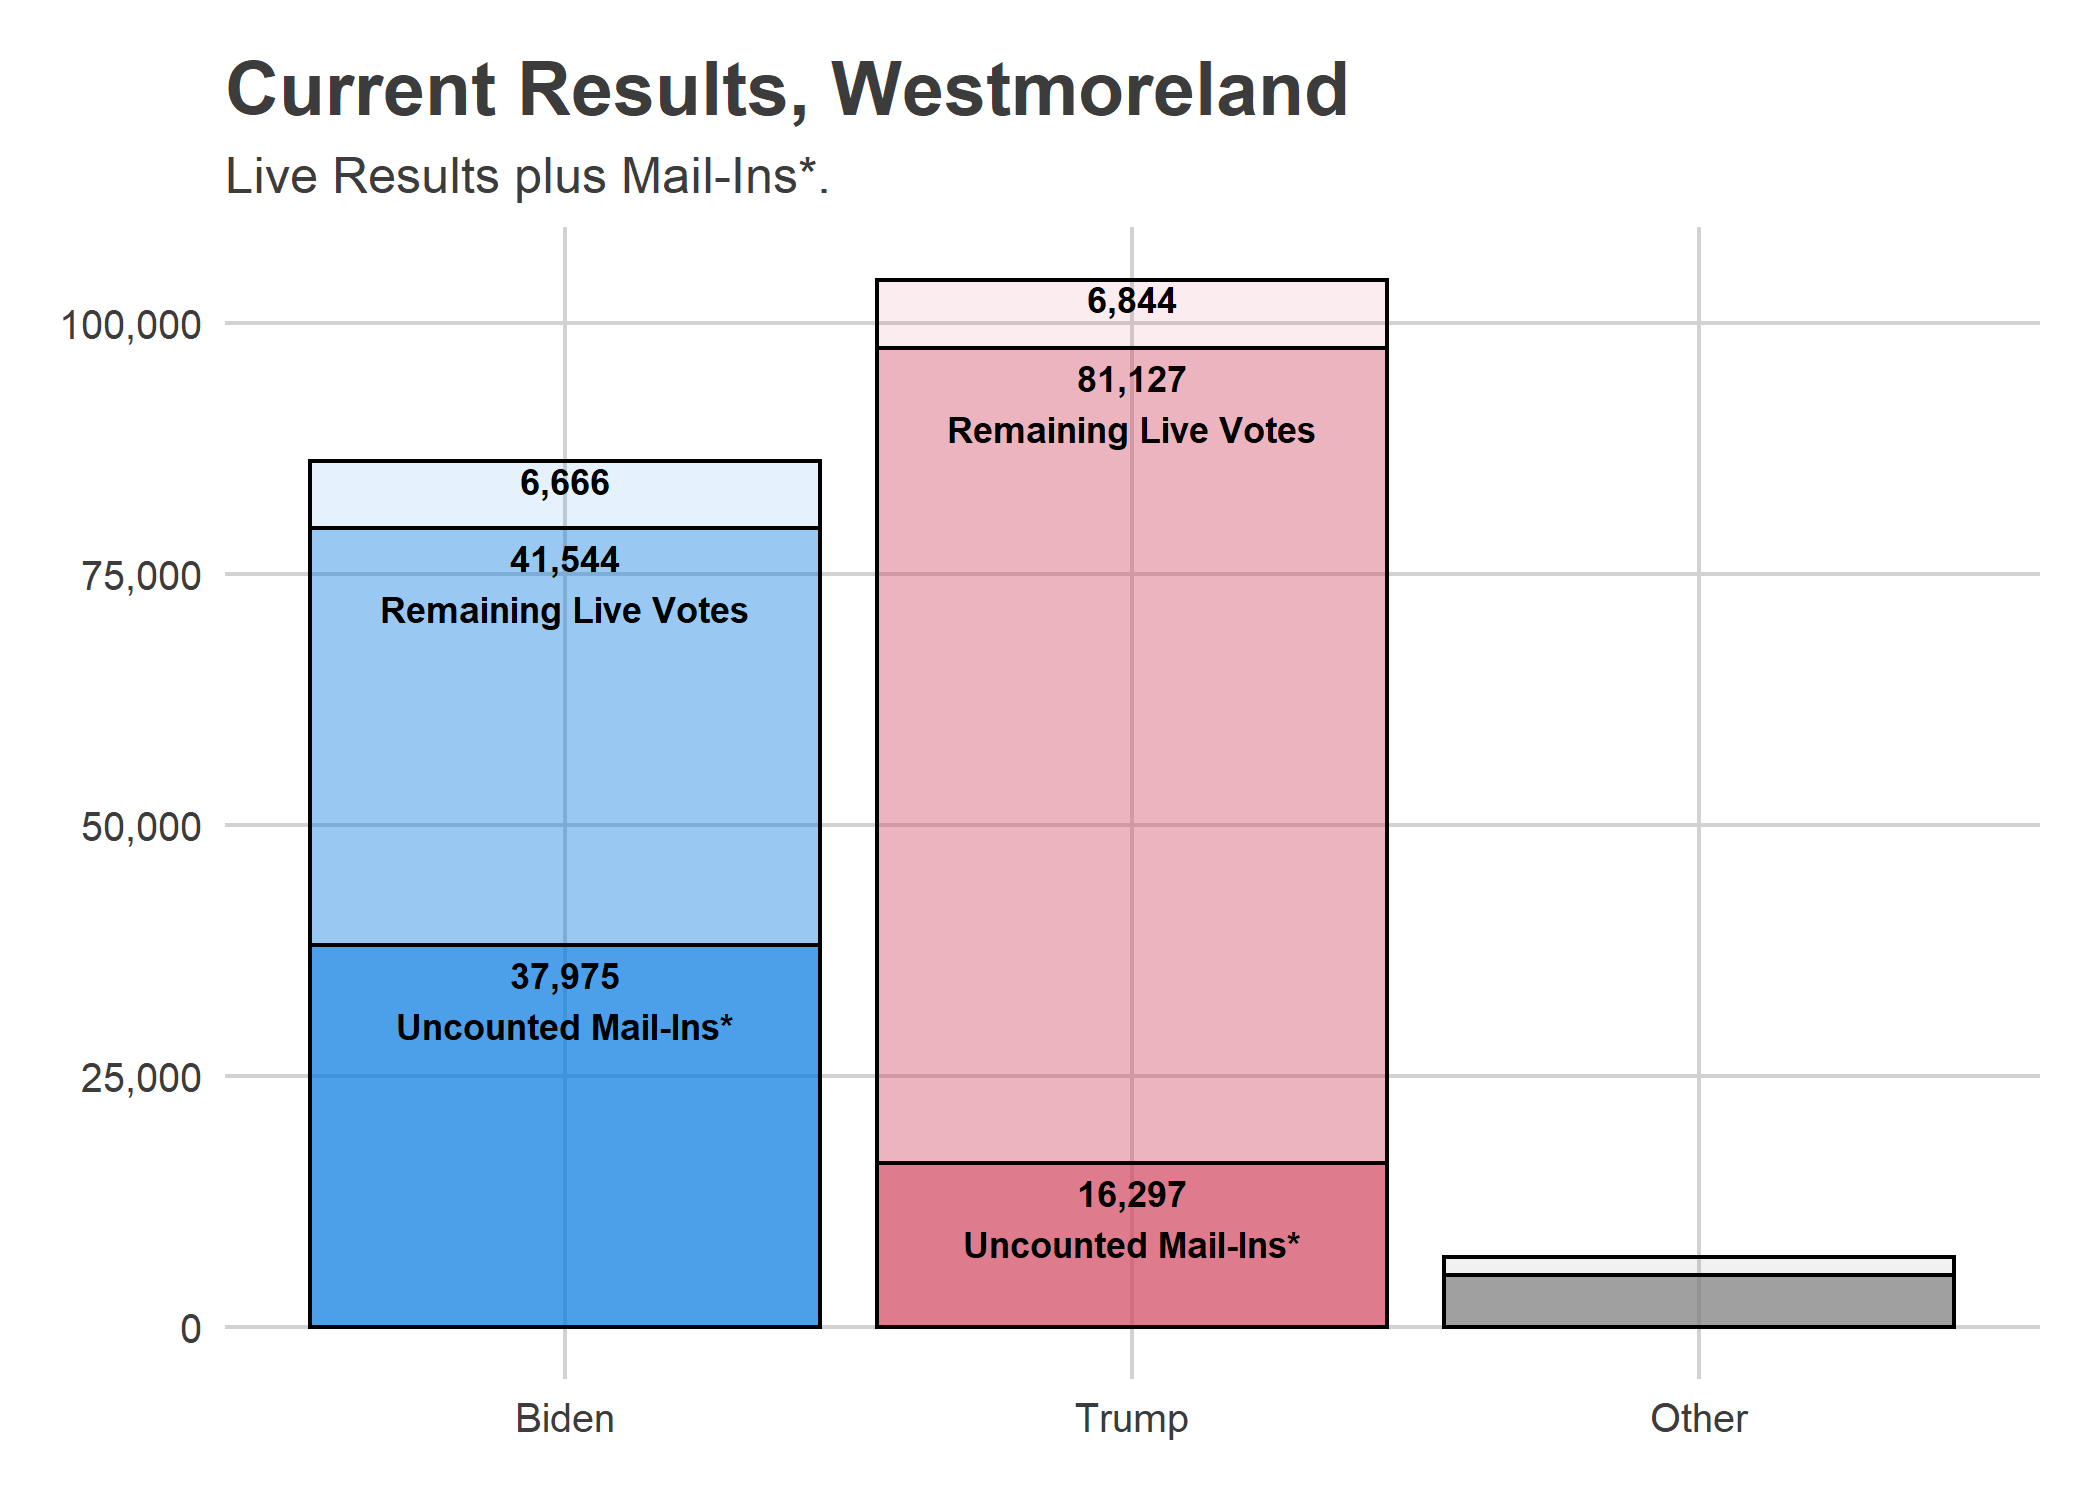 Current Results, Westmoreland
Live Results plus Mail-Ins*.
100,000
75,000
50,000
25,000
0
6,666
41,544
Remaining Live Votes
37,975
Uncounted Mail-Ins*
6,844
81,127
Remaining Live Votes
16,297
Uncounted Mail-Ins*
Biden
Trump
Other